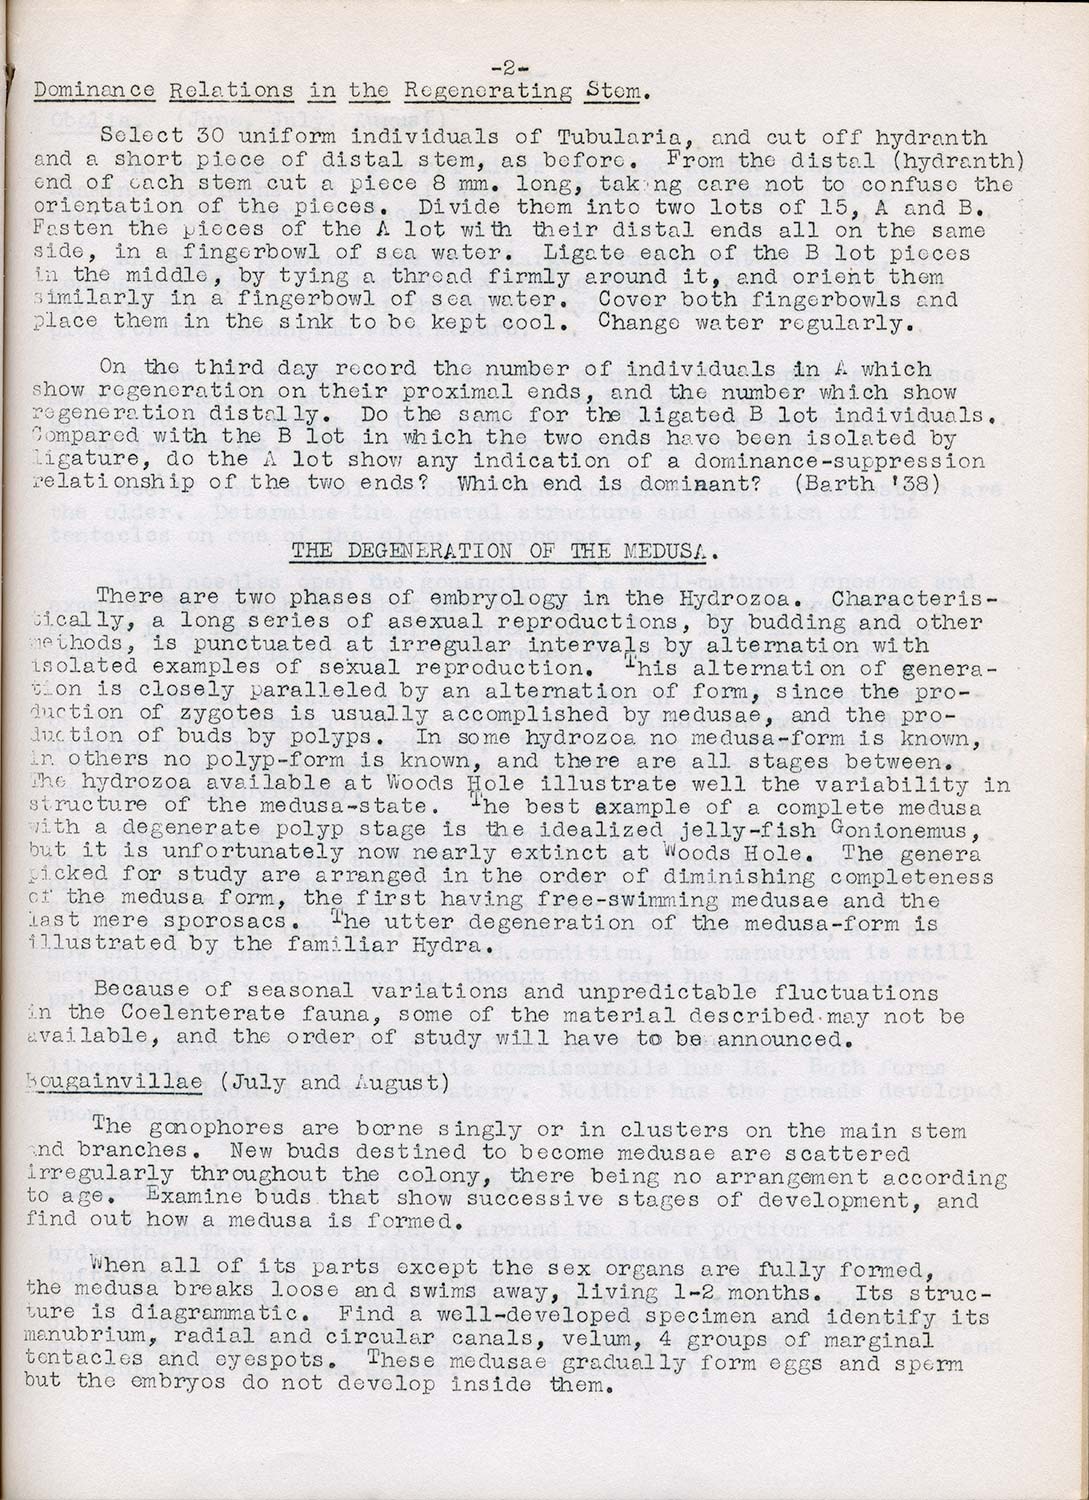 -2-
Dominance Relations in the Regenerating Stem.
Select 30 uniform individuals of Tubularia, and cut off hydranth
and a short piece of distal stem, as before. From the distal (hydranth)
end of each stem cut a piece 8 mm. long, taking care not to confuse the
orientation of the pieces. Divide them into two lots of 15, A and B.
Fasten the pieces of the A lot with their distal ends all on the same
side, in a fingerbowl of sea water. Ligate each of the B lot pieces
in the middle, by tying a thread firmly around it, and orient them
similarly in a fingerbowl of sea water. Cover both fingerbowls and
place them in the sink to be kept cool. Change water regularly.
On the third day record the number of individuals in A which
show regeneration on their proximal ends, and the number which show
regeneration distally. Do the same for the ligated B lot individuals.
Compared with the B lot in which the two ends have been isolated by
ligature, do the A lot show any indication of a dominance-suppression
relationship of the two ends? Which end is dominant? (Barth '38)
THE DEGENERATION OF THE MEDUSA.
There are two phases of embryology in the Hydrozoa. Characteris-
tically, a long series of asexual reproductions, by budding and other
methods, is punctuated at irregular intervals by alternation with
isolated examples of sexual reproduction. This alternation of genera-
tion is closely paralleled by an alternation of form, since the pro-
duction of zygotes is usually accomplished by medusae, and the pro-
duction of buds by polyps. In some hydrozoa no medusa-form is known,
in others no polyp-form is known, and there are all stages between.
The hydrozoa available at Woods Hole illustrate well the variability in
structure of the medusa-state. The best example of a complete medusa
with a degenerate polyp stage is the idealized jelly-fish Gonionemus,
but it is unfortunately now nearly extinct at Woods Hole. The genera
picked for study are arranged in the order of diminishing completeness
of the medusa form, the first having free-swimming medusae and the
last mere sporosacs. The utter degeneration of the medusa-form is
illustrated by the familiar Hydra.
Because of seasonal variations and unpredictable fluctuations
in the Coelenterate fauna, some of the material described may not be
available, and the order of study will have to be announced.
Bougainvillae (July and August)
The gonophores are borne singly or in clusters on the main stem
and branches. New buds destined to become medusae are scattered
irregularly throughout the colony, there being no arrangement according
to age. Examine buds that show successive stages of development, and
find out how a medusa is formed.
When all of its parts except the sex organs are fully formed,
the medusa breaks loose and swims away, living 1-2 months. Its struc-
ture is diagrammatic. Find a well-developed specimen and identify its
manubrium, radial and circular canals, velum, 4 groups of marginal
tentacles and eyespots. These medusae gradually form eggs and sperm
but the embryos do not develop inside them.